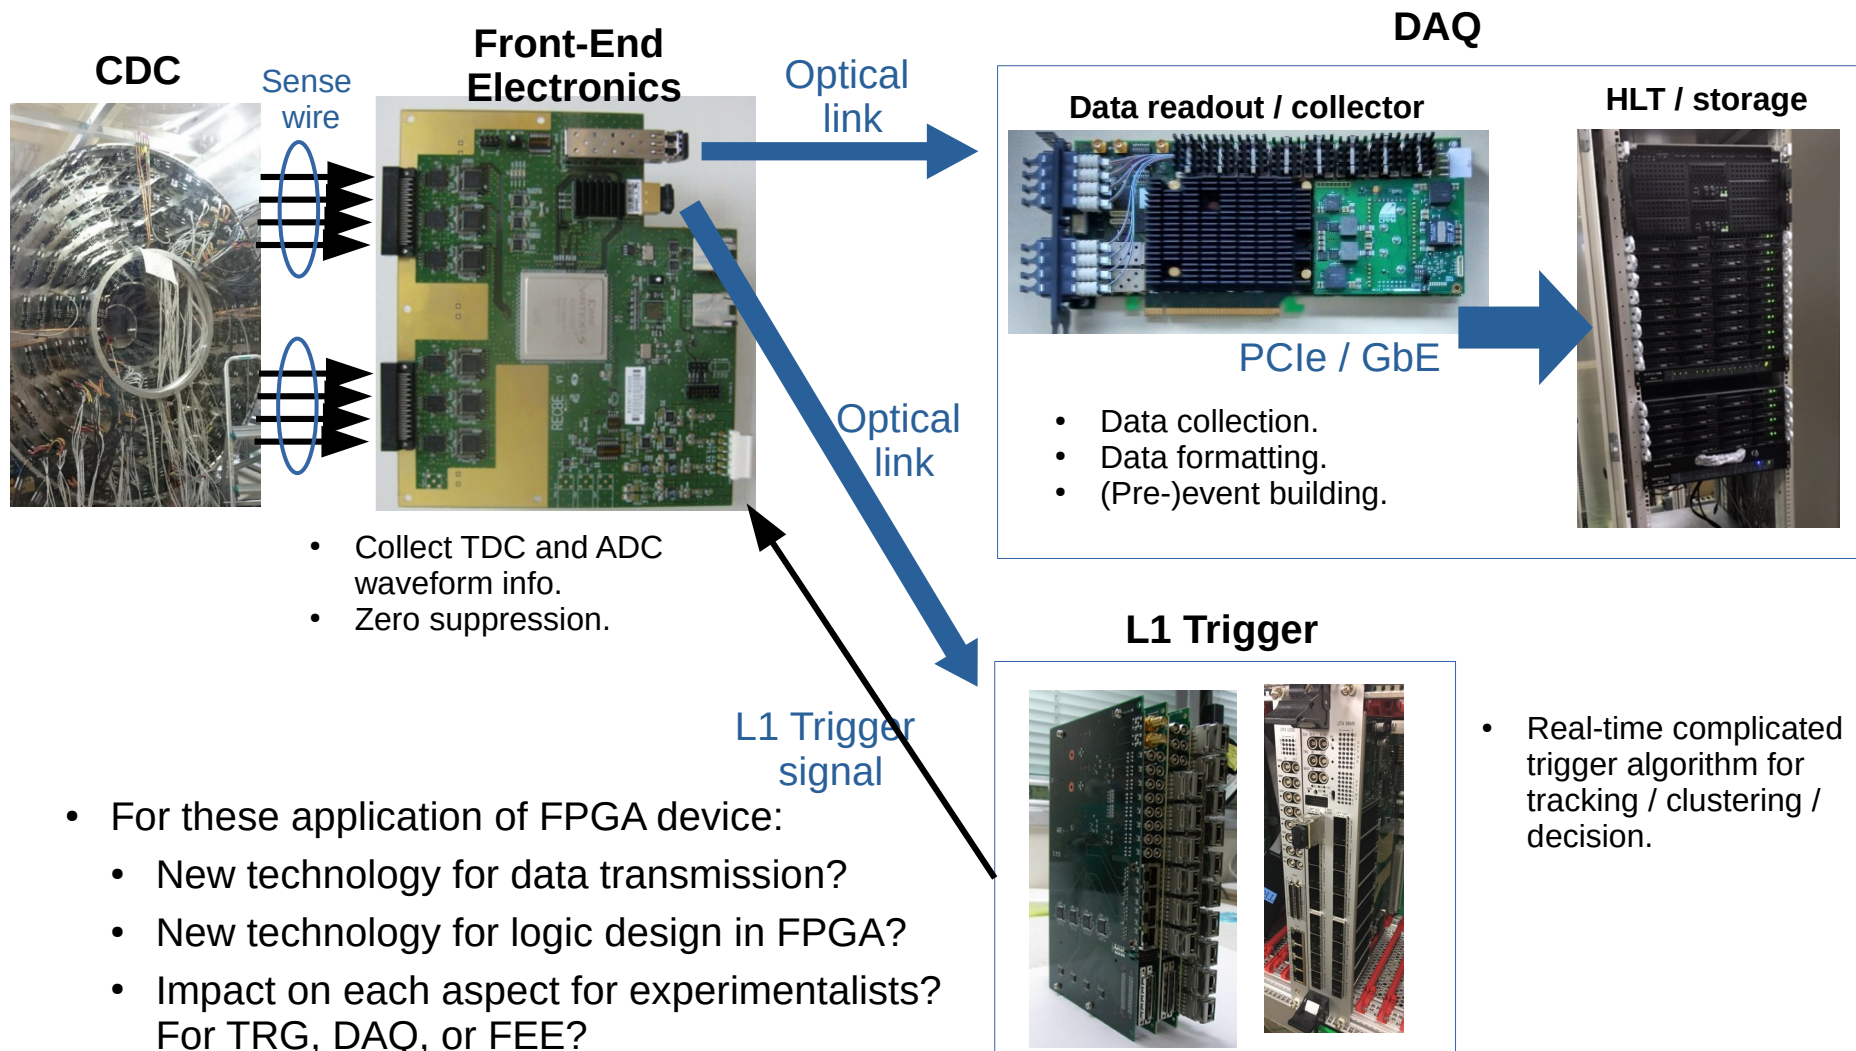 CDC
Sense
wire
Front-End
Electronics
Optical
link
DAQ
Data readout / collector
HLT / storage
PCIe / GbE
• Data collection.
• Data formatting.
• (Pre-)event building.
Optical
link
VIRTEX-6
RECBE V1
• Collect TDC and ADC
waveform info.
• Zero suppression.
L1 Trigger
L1 Trigger
signal
• Real-time complicated
trigger algorithm for
tracking / clustering /
decision.
• For these application of FPGA device:
• New technology for data transmission?
• New technology for logic design in FPGA?
• Impact on each aspect for experimentalists?
For TRG, DAQ, or FEE?